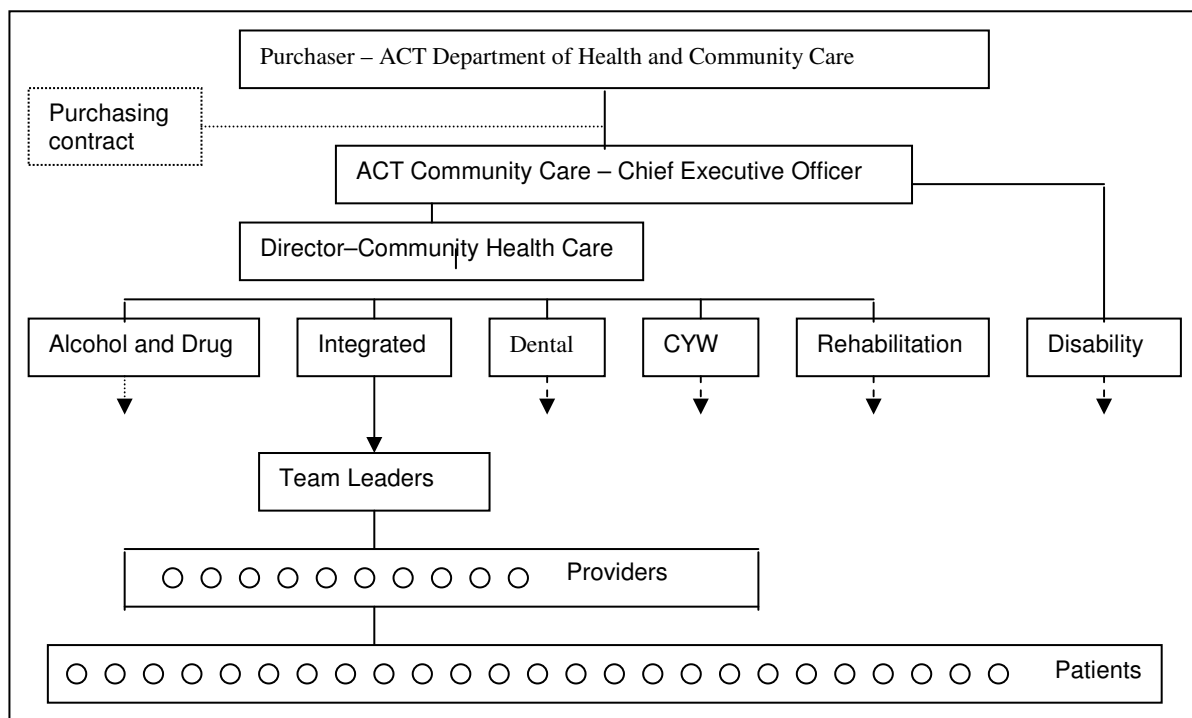 Purchaser – ACT Department of Health and Community Care
Purchasing
contract
ACT Community Care – Chief Executive Officer
Director–Community Health Care
Alcohol and Drug
Integrated
Dental
CYW
Rehabilitation
Disability
Team Leaders
Providers
Patients